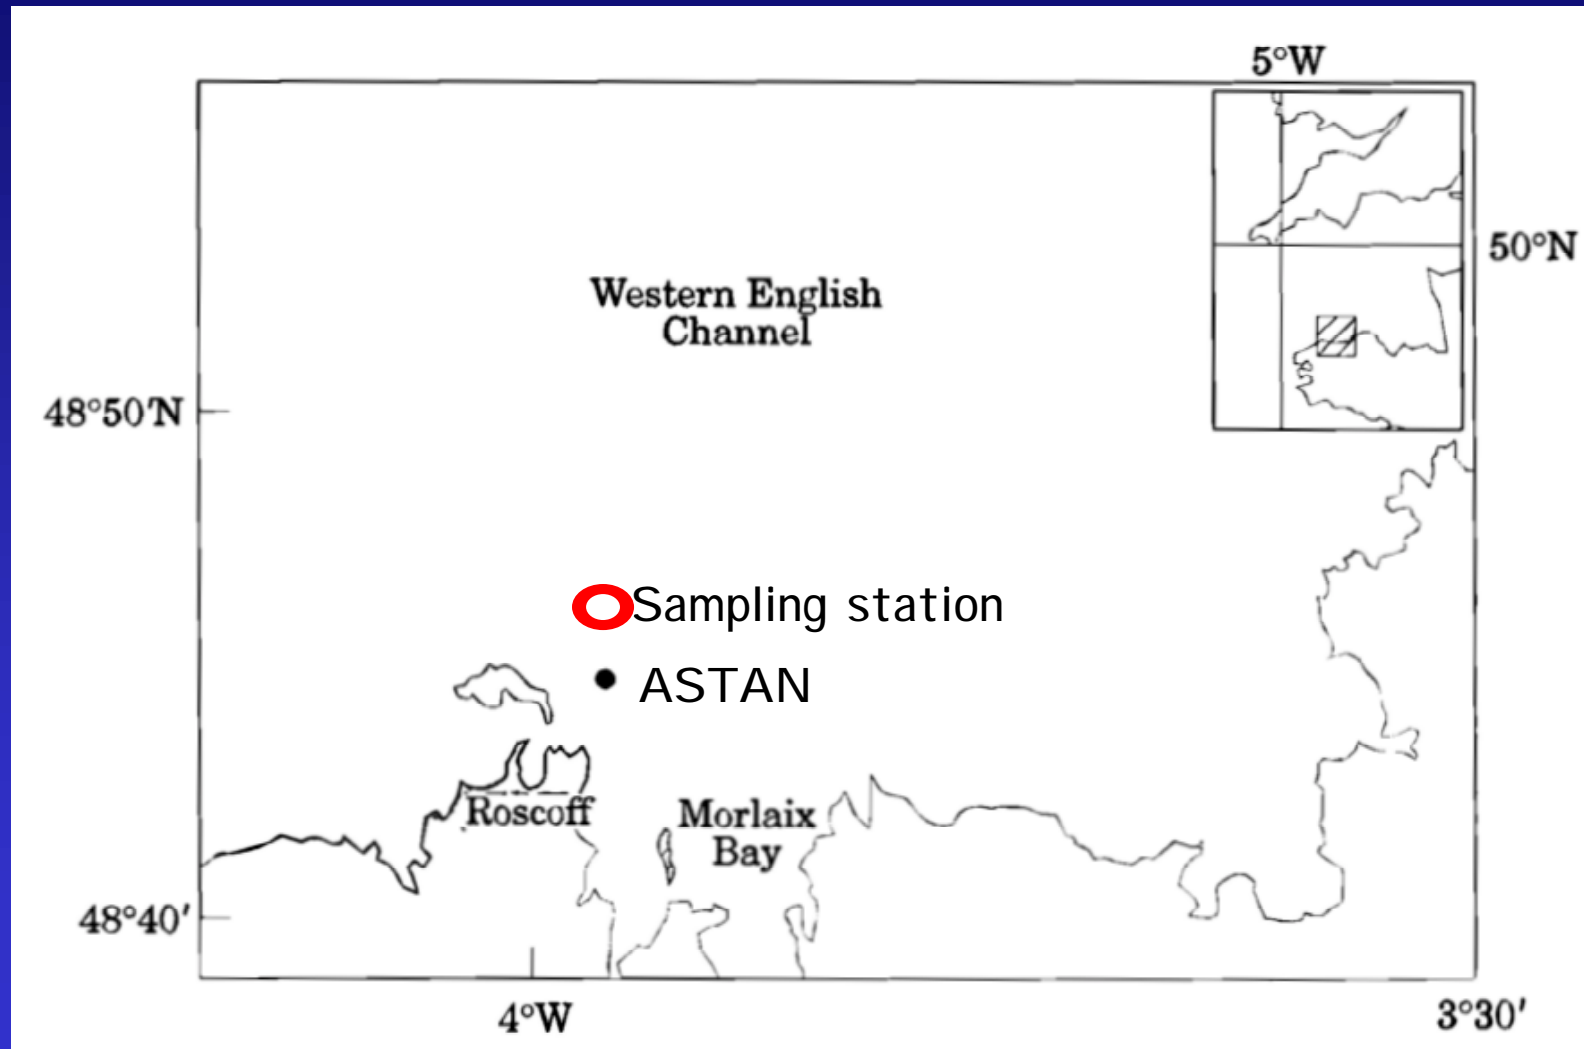 5°W
50°N
Western English
Channel
48°50'N
Sampling station
ASTAN
Roscoff
Morlaix
Bay
48°40'
4°W
3°30'